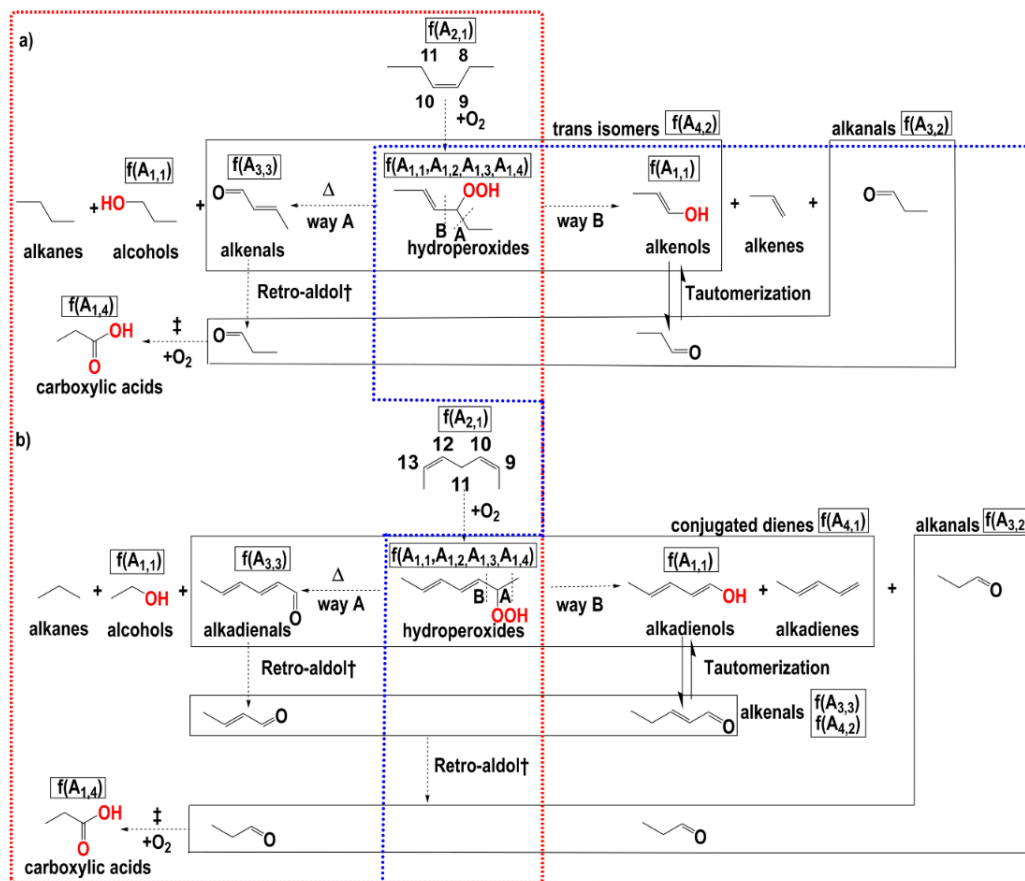 a)
f(A2,1)
11 8
10 9
+O2
trans isomers f(A4,2)
alkanals f(A3,2)
f(A1,1)
f(A3,3)
f(A1,1,A1,2,A1,3,A1,4)
f(A1,1)
O
OOH
O
+ HO + Δ
way A
B A
way B
OH + +
alkanes alcohols alkenals hydroperoxides alkenols alkenes
Retro-aldol†
Tautomerization
f(A1,4)
OH
‡
+O2
O
O
O
carboxylic acids
b)
f(A2,1)
12 10
13 9
11
+O2
conjugated dienes f(A4,1)
alkanals f(A3,2)
f(A1,1)
f(A3,3)
f(A1,1,A1,2,A1,3,A1,4)
f(A1,1)
+ OH + O Δ
way A
B A
OOH
way B
OH + + O
alkanes alcohols alkadienals hydroperoxides alkadienols alkadienes
Retro-aldol†
Tautomerization
O
O
alkenals f(A3,3)
f(A4,2)
Retro-aldol†
f(A1,4)
OH
‡
+O2
O
O
O
carboxylic acids